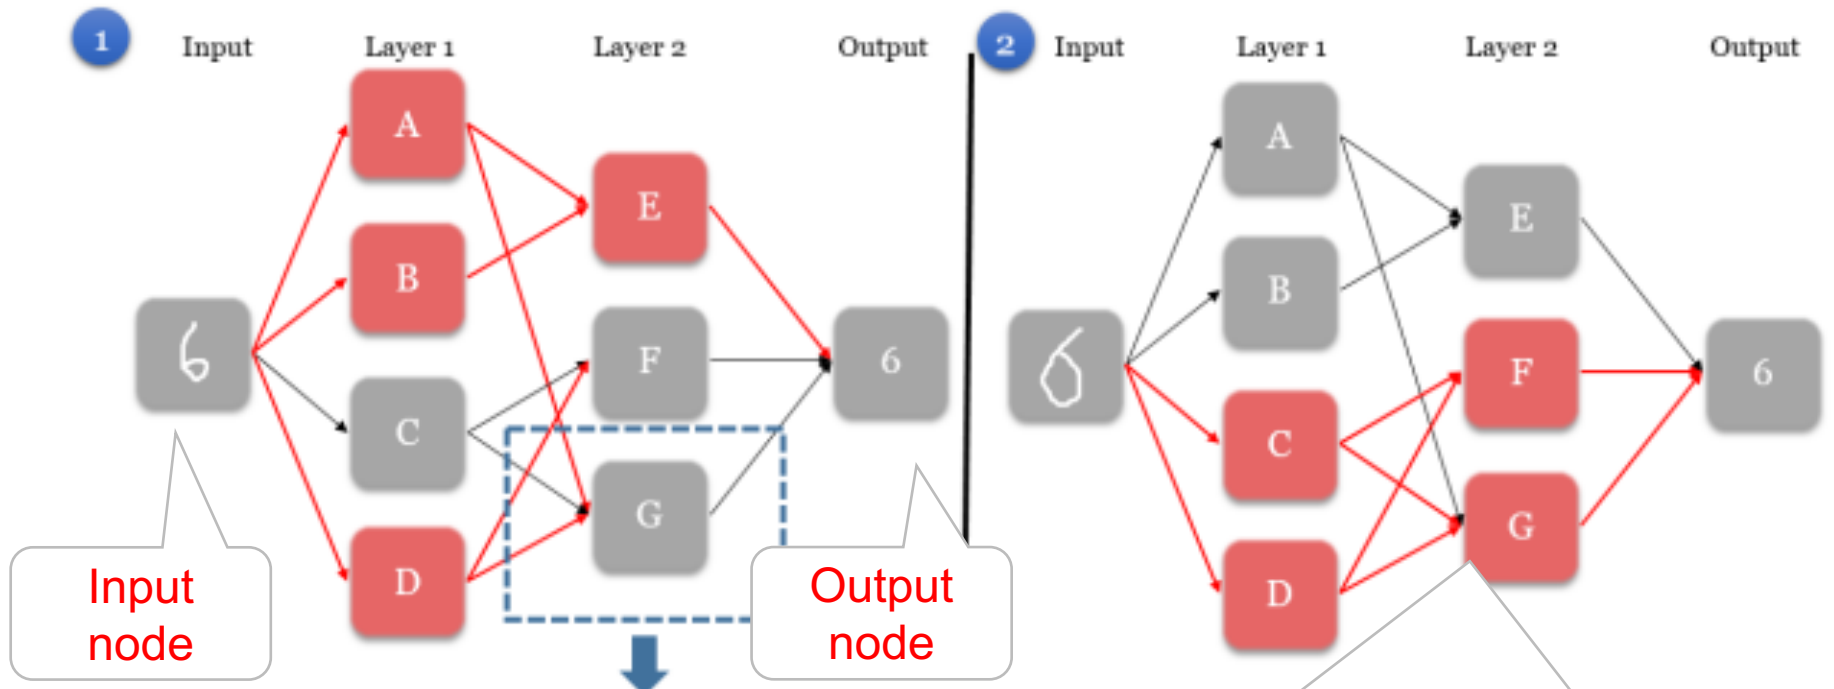 1 Input Layer 1 Layer 2 Output
A
E
B
6 F 6
C
G
D
Input
node
Output
node
2 Input Layer 1 Layer 2 Output
A
E
B
6 F 6
C
G
D